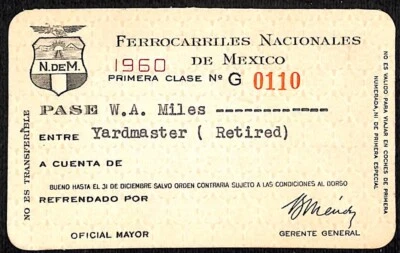 N.DE M.
FERROCARRILES NACIONALES
DE MEXICO
1960
PRIMERA CLASE Nº G 0110
PASE W.A. Miles --------------
ENTRE Yardmaster ( Retired)
A CUENTA DE
BUENO HASTA EL 31 DE DICIEMBRE SALVO ORDEN CONTRARIA SUJETO A LAS CONDICIONES AL DORSO
REFRENDADO POR
OFICIAL MAYOR
GERENTE GENERAL
NO ES TRANSFERIBLE
NO ES VALIDO PARA VIAJAR EN COCHES DE PRIMERA
NUMERADA, NI DE PRIMERA ESPECIAL